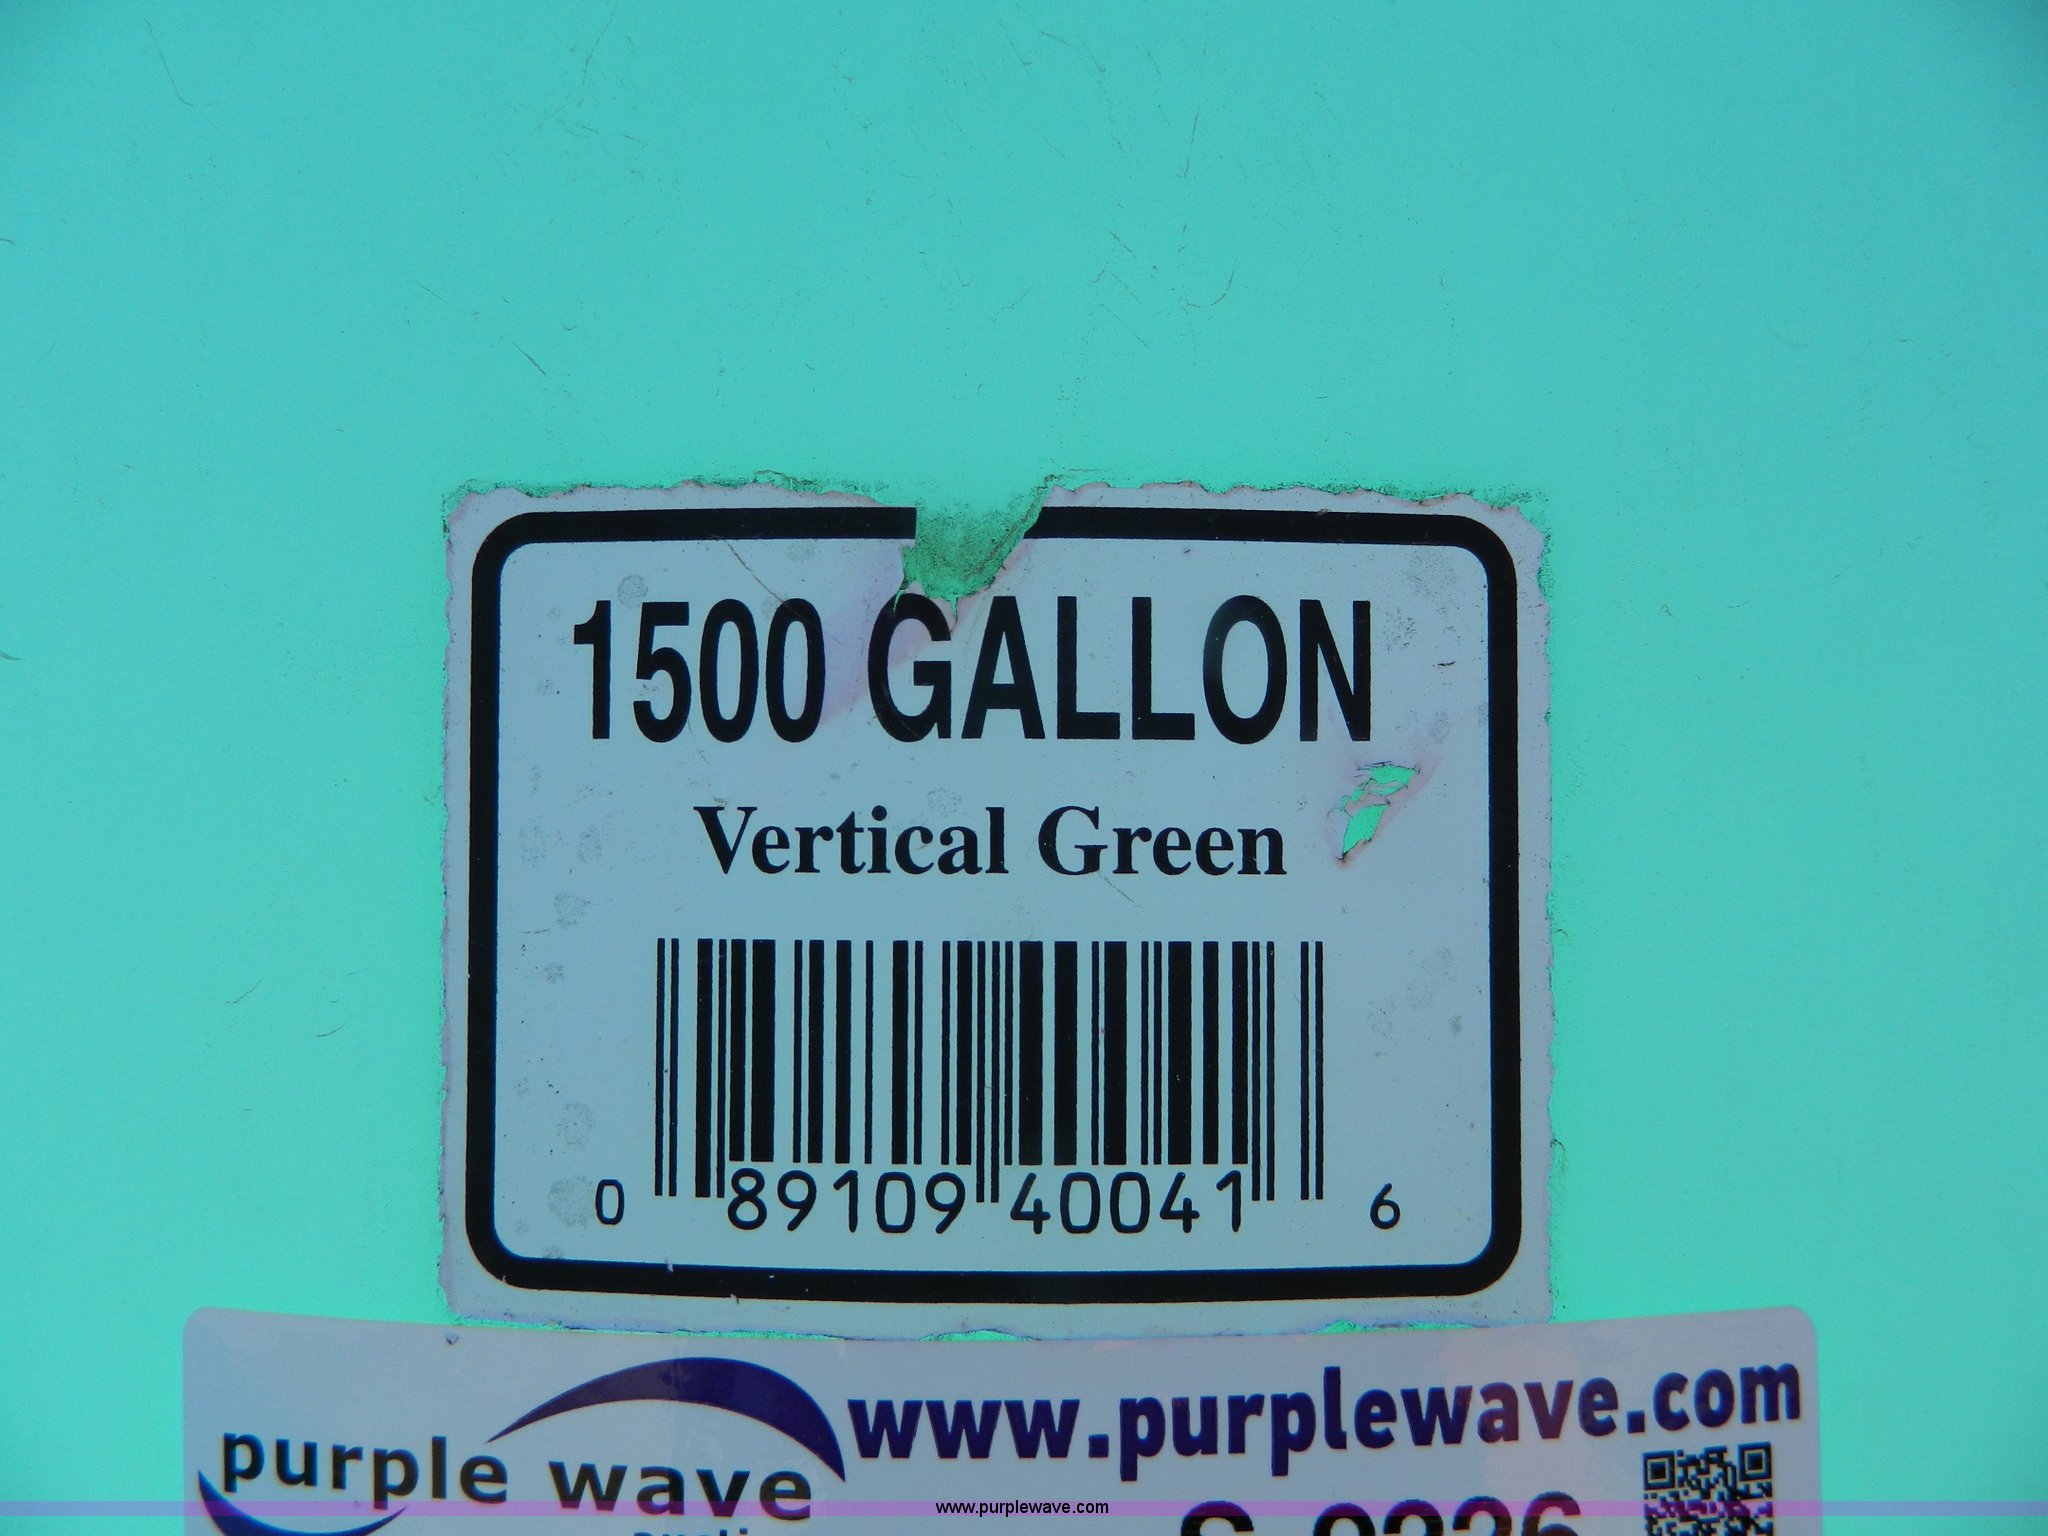 1500 GALLON
Vertical Green
0 89109 40041 6
www.purplewave.com
purple wave
www.purplewave.com